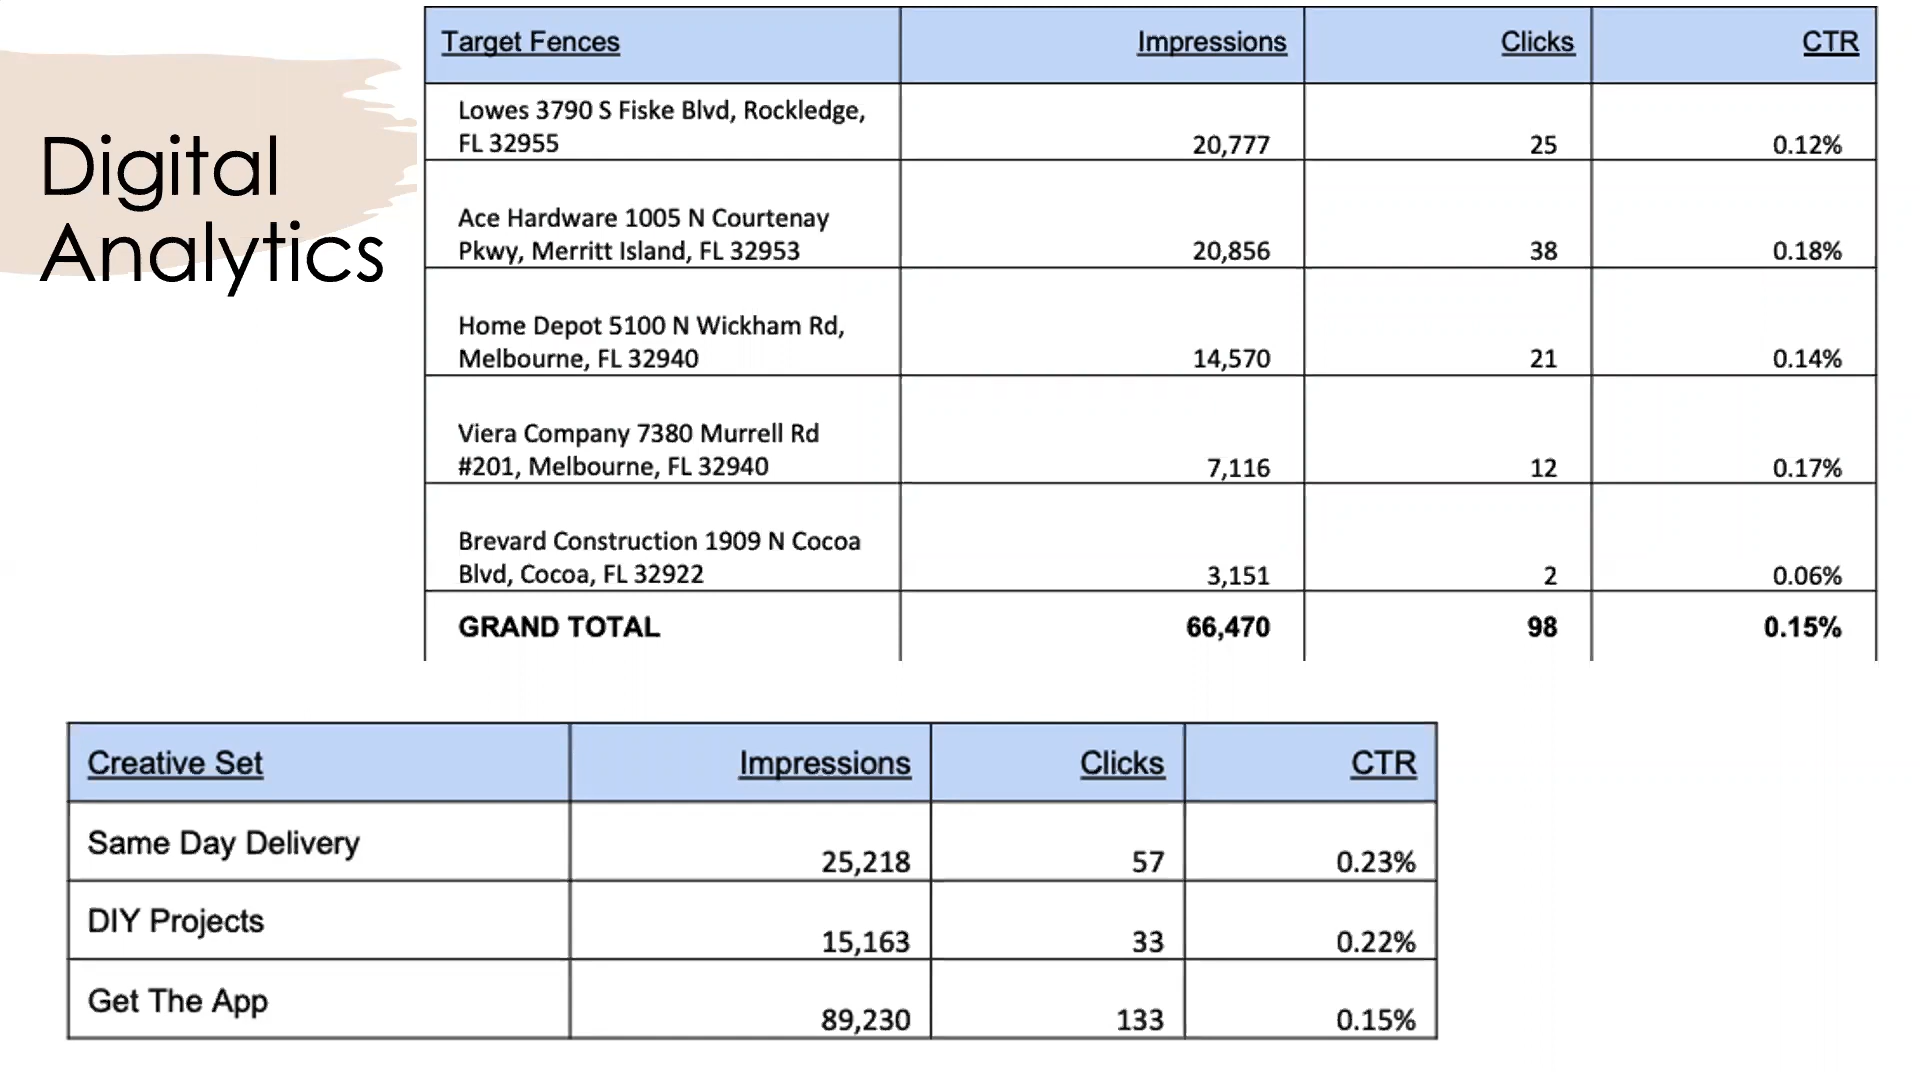 Digital
Analytics
Target Fences Impressions Clicks CTR
Lowes 3790 S Fiske Blvd, Rockledge,
FL 32955 20,777 25 0.12%
Ace Hardware 1005 N Courtenay
Pkwy, Merritt Island, FL 32953 20,856 38 0.18%
Home Depot 5100 N Wickham Rd,
Melbourne, FL 32940 14,570 21 0.14%
Viera Company 7380 Murrell Rd
#201, Melbourne, FL 32940 7,116 12 0.17%
Brevard Construction 1909 N Cocoa
Blvd, Cocoa, FL 32922 3,151 2 0.06%
GRAND TOTAL 66,470 98 0.15%
Creative Set Impressions Clicks CTR
Same Day Delivery 25,218 57 0.23%
DIY Projects 15,163 33 0.22%
Get The App 89,230 133 0.15%